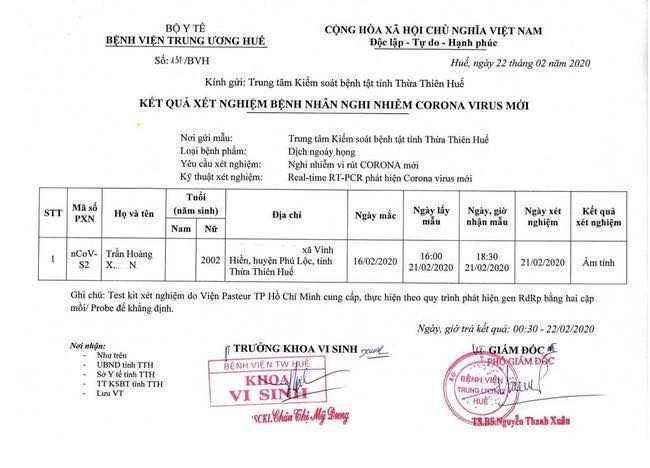 BỘ Y TẾ
BỆNH VIỆN TRUNG ƯƠNG HUẾ
Số: /BVH
CỘNG HÒA XÃ HỘI CHỦ NGHĨA VIỆT NAM
Độc lập - Tự do - Hạnh phúc
Huế, ngày 22 tháng 02 năm 2020
Kính gửi: Trung tâm Kiểm soát bệnh tật tỉnh Thừa Thiên Huế
KẾT QUẢ XÉT NGHIỆM BỆNH NHÂN NGHI NHIỄM CORONA VIRUS MỚI
Nơi gửi mẫu: Trung tâm Kiểm soát bệnh tật tỉnh Thừa Thiên Huế
Loại bệnh phẩm: Dịch ngoáy họng
Yêu cầu xét nghiệm: Nghi nhiễm vi rút CORONA mới
Kỹ thuật xét nghiệm: Real-time RT-PCR phát hiện Corona virus mới
STT
Mã số
PXN
Họ và tên
Tuổi
(năm sinh)
Nam
Nữ
Địa chỉ
Ngày mắc
Ngày lấy
mẫu
Ngày, giờ
nhận mẫu
Ngày xét
nghiệm
Kết quả
xét nghiệm
1
nCoV-
S2
Trần Hoàng
X... N
2002
xã Vinh
Hiền, huyện Phú Lộc, tỉnh
Thừa Thiên Huế
16/02/2020
16:00
21/02/2020
18:30
21/02/2020
21/02/2020
Âm tính
Ghi chú: Test kit xét nghiệm do Viện Pasteur TP Hồ Chí Minh cung cấp, thực hiện theo quy trình phát hiện gen RdRp bằng hai cặp
mồi/ Probe để khẳng định.
Ngày, giờ trả kết quả: 00:30 - 22/02/2020
Nơi nhận:
- Như trên
- UBND tỉnh TTH
- Sở Y tế tỉnh TTH
- TT KSBT tỉnh TTH
- Lưu VT
TRƯỞNG KHOA VI SINH
BỆNH VIỆN TW HUẾ
KHOA
VI SINH
BSCKI. Châu Thị Mỹ Dung
GIÁM ĐỐC
PHÓ GIÁM ĐỐC
BỆNH VIỆN
TRUNG ƯƠNG
HUẾ
TS.BS. Nguyễn Thanh Xuân